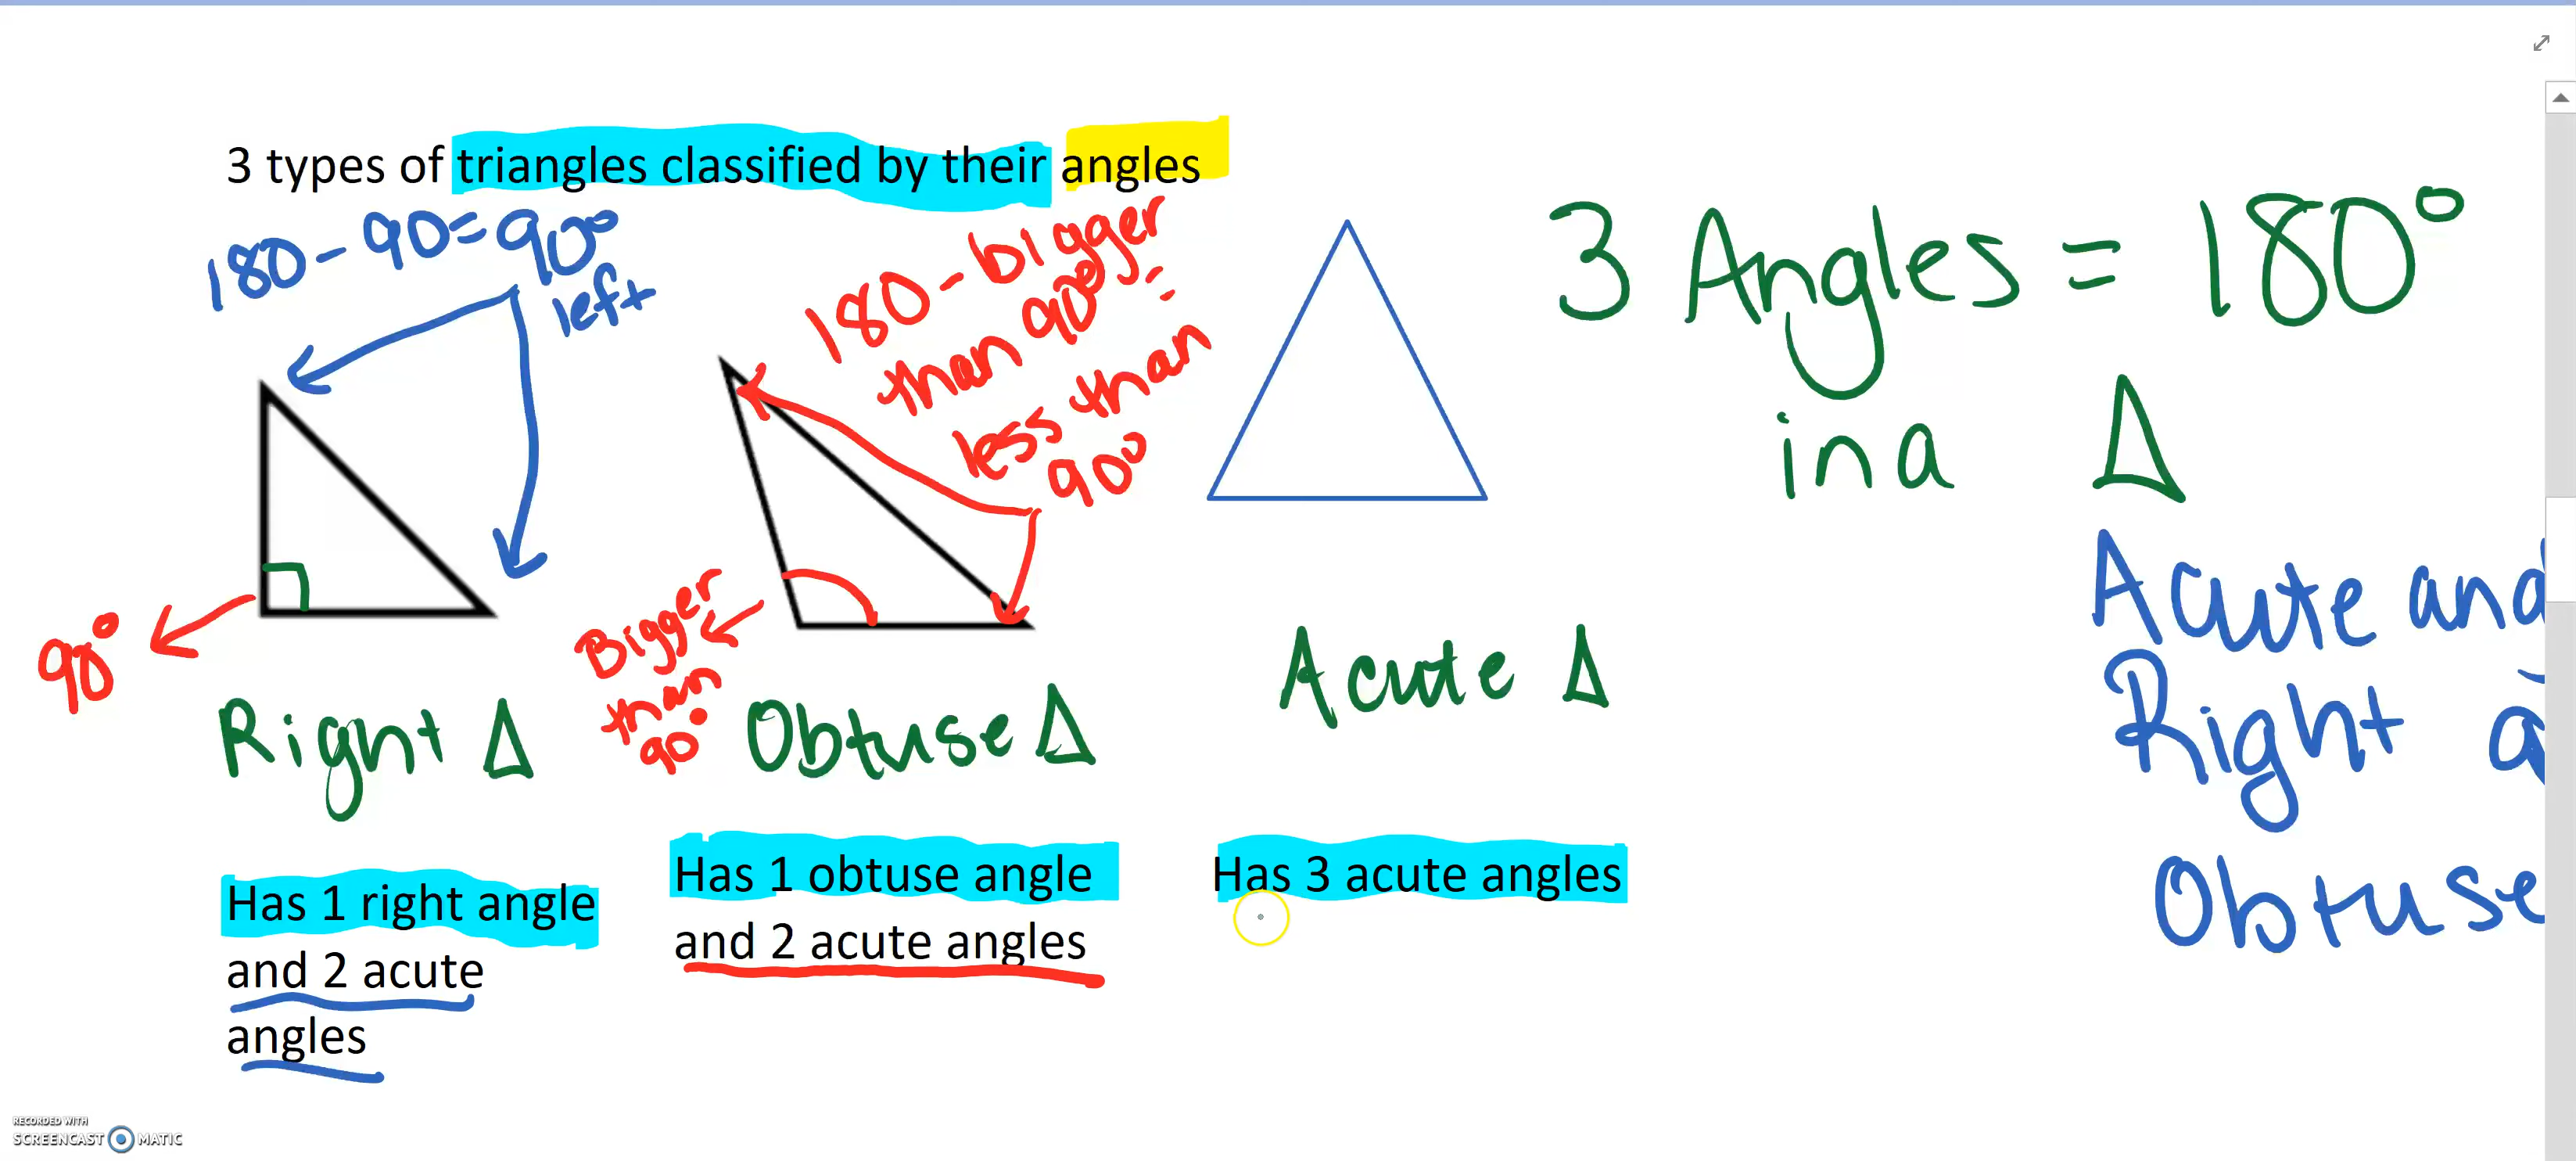 3 types of triangles classified by their angles
180 - 90 = 90°
left
180 - bigger
than 90° =
less than
90°
3 Angles = 180°
in a Δ
90°
Bigger
than
90°
Right Δ
Obtuse Δ
Acute Δ
Acute and
Right
Obtuse
Has 1 right angle
and 2 acute
angles
Has 1 obtuse angle
and 2 acute angles
Has 3 acute angles
RECORDED WITH
SCREENCAST MATIC